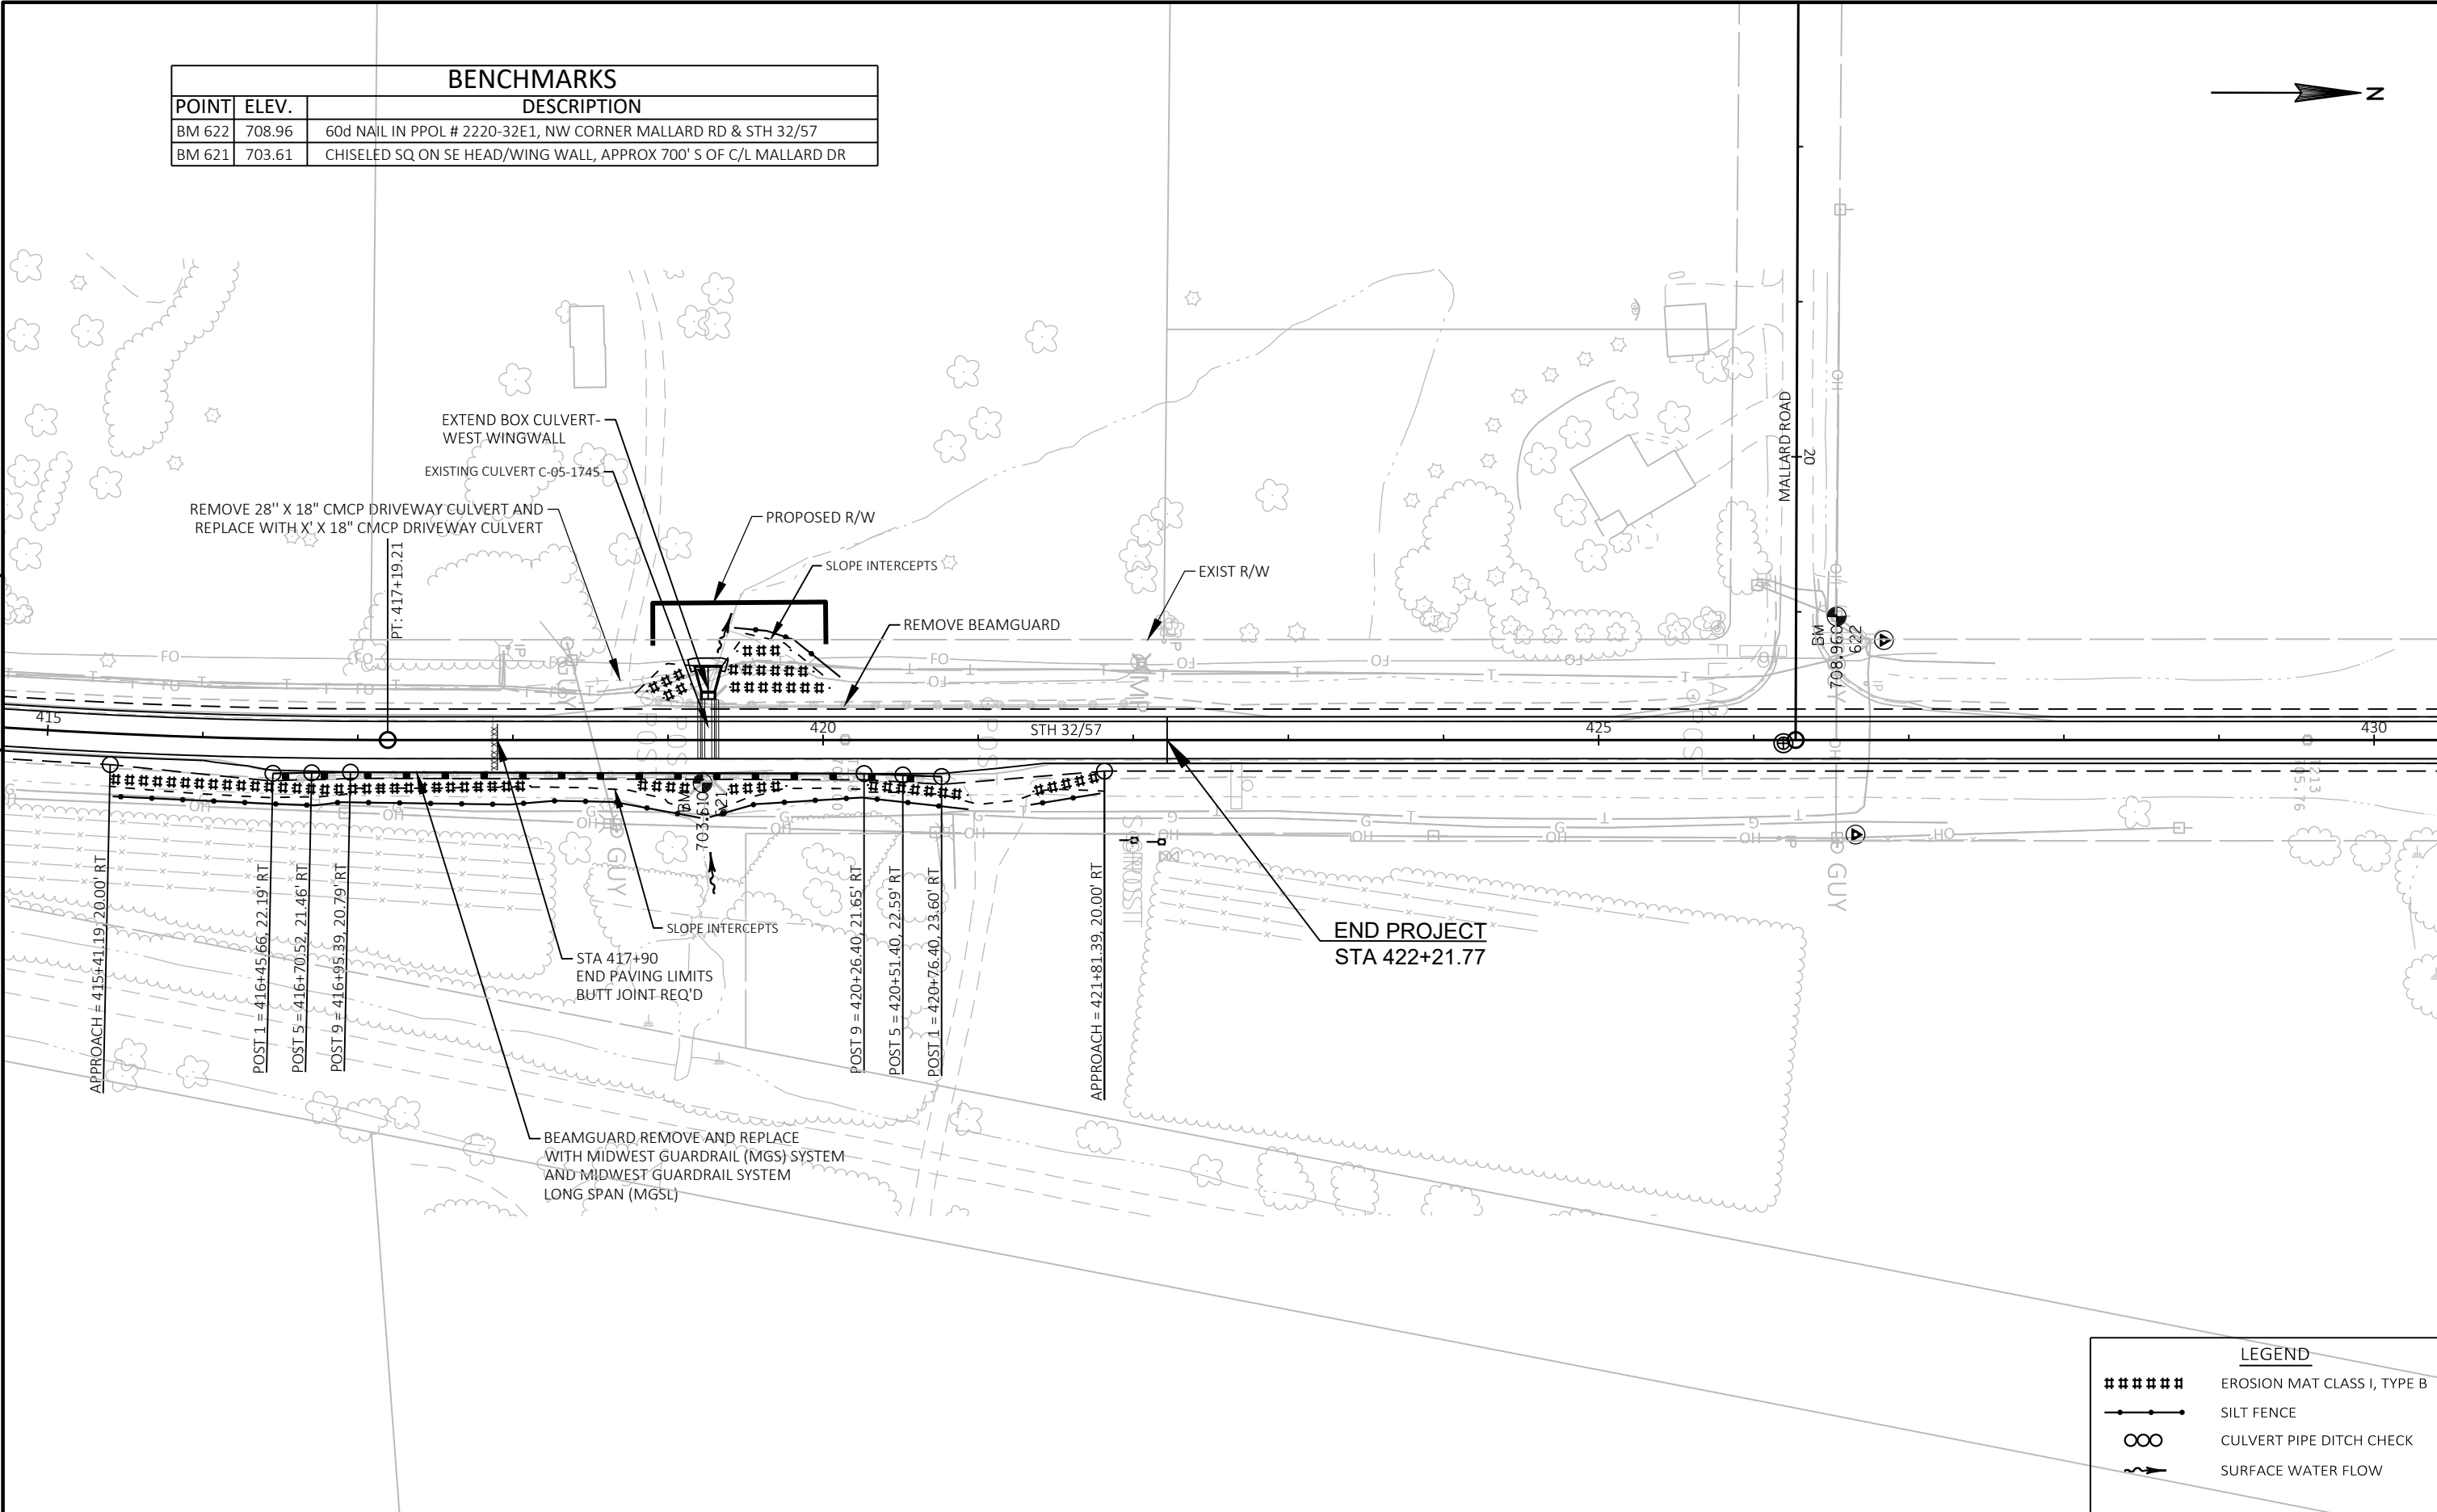 BENCHMARKS
POINT ELEV. DESCRIPTION
BM 622 708.96 60d NAIL IN PPOL # 2220-32E1, NW CORNER MALLARD RD & STH 32/57
BM 621 703.61 CHISELED SQ ON SE HEAD/WING WALL, APPROX 700' S OF C/L MALLARD DR
N
EXTEND BOX CULVERT-
WEST WINGWALL
EXISTING CULVERT C-05-1745
REMOVE 28'' X 18" CMCP DRIVEWAY CULVERT AND
REPLACE WITH X' X 18" CMCP DRIVEWAY CULVERT
PT: 417+19.21
PROPOSED R/W
SLOPE INTERCEPTS
REMOVE BEAMGUARD
EXIST R/W
MALLARD ROAD
20
BM
708.960
622
415
420
STH 32/57
425
430
BM
703.610
621
GUY
GUY
APPROACH = 415+41.19, 20.00' RT
POST 1 = 416+45.66, 22.19' RT
POST 5 = 416+70.52, 21.46' RT
POST 9 = 416+95.39, 20.79' RT
POST 9 = 420+26.40, 21.65' RT
POST 5 = 420+51.40, 22.59' RT
POST 1 = 420+76.40, 23.60' RT
APPROACH = 421+81.39, 20.00' RT
SLOPE INTERCEPTS
STA 417+90
END PAVING LIMITS
BUTT JOINT REQ'D
END PROJECT
STA 422+21.77
BEAMGUARD REMOVE AND REPLACE
WITH MIDWEST GUARDRAIL (MGS) SYSTEM
AND MIDWEST GUARDRAIL SYSTEM
LONG SPAN (MGSL)
LEGEND
EROSION MAT CLASS I, TYPE B
SILT FENCE
CULVERT PIPE DITCH CHECK
SURFACE WATER FLOW